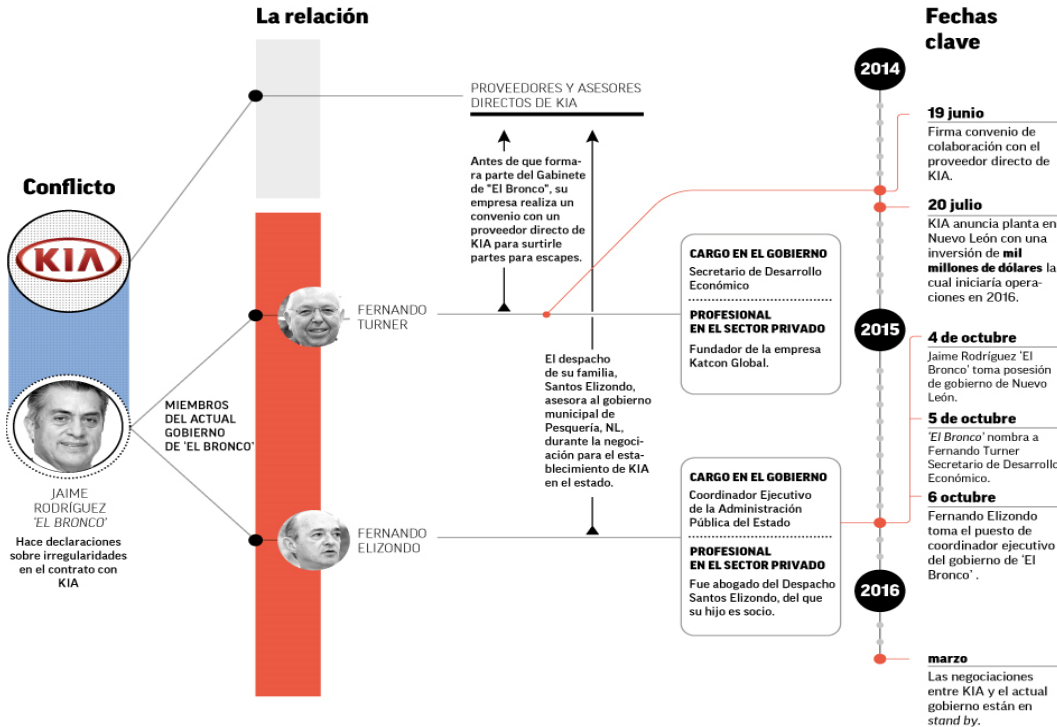 La relación
Fechas
clave
Conflicto
KIA
JAIME
RODRÍGUEZ
'EL BRONCO'
Hace declaraciones
sobre irregularidades
en el contrato con
KIA
MIEMBROS
DEL ACTUAL
GOBIERNO
DE 'EL BRONCO'
PROVEEDORES Y ASESORES
DIRECTOS DE KIA
Antes de que forma-
ra parte del Gabinete
de "El Bronco", su
empresa realiza un
convenio con un
proveedor directo de
KIA para surtirle
partes para escapes.
FERNANDO
TURNER
El despacho
de su familia,
Santos Elizondo,
asesora al gobierno
municipal de
Pesquería, NL,
durante la negoci-
ación para el esta-
blecimiento de KIA
en el estado.
FERNANDO
ELIZONDO
CARGO EN EL GOBIERNO
Secretario de Desarrollo
Económico
PROFESIONAL
EN EL SECTOR PRIVADO
Fundador de la empresa
Katcon Global.
CARGO EN EL GOBIERNO
Coordinador Ejecutivo
de la Administración
Pública del Estado
PROFESIONAL
EN EL SECTOR PRIVADO
Fue abogado del Despacho
Santos Elizondo, del que
su hijo es socio.
2014
19 junio
Firma convenio de
colaboración con el
proveedor directo de
KIA.
20 julio
KIA anuncia planta en
Nuevo León con una
inversión de mil
millones de dólares la
cual iniciaría opera-
ciones en 2016.
2015
4 de octubre
Jaime Rodríguez 'El
Bronco' toma posesión
de gobierno de Nuevo
León.
5 de octubre
'El Bronco' nombra a
Fernando Turner
Secretario de Desarrollo
Económico.
6 octubre
Fernando Elizondo
toma el puesto de
coordinador ejecutivo
del gobierno de 'El
Bronco' .
2016
marzo
Las negociaciones
entre KIA y el actual
gobierno están en
stand by.